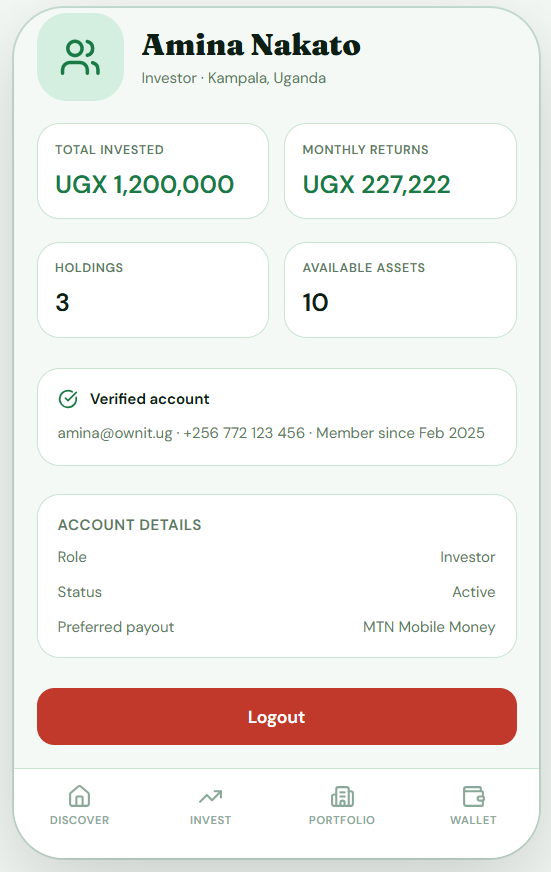 Amina Nakato
Investor · Kampala, Uganda
TOTAL INVESTED
UGX 1,200,000
MONTHLY RETURNS
UGX 227,222
HOLDINGS
3
AVAILABLE ASSETS
10
Verified account
amina@ownit.ug · +256 772 123 456 · Member since Feb 2025
ACCOUNT DETAILS
Role Investor
Status Active
Preferred payout MTN Mobile Money
Logout
DISCOVER INVEST PORTFOLIO WALLET